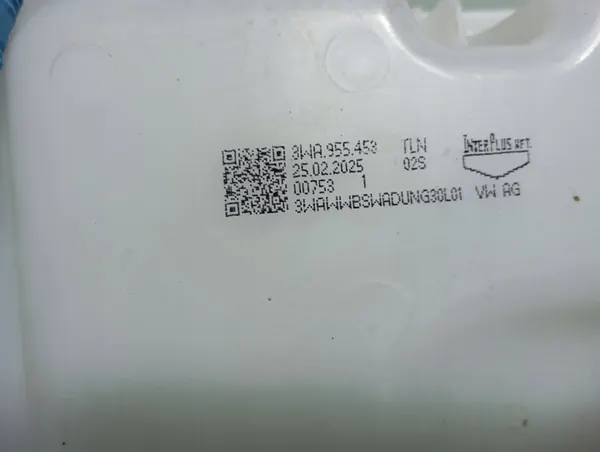 3WA.955.453 TLN INTERPLUS KFT.
25.02.2025 02S
00753 1
3WAWWBSWADUNG30L01 VW AG